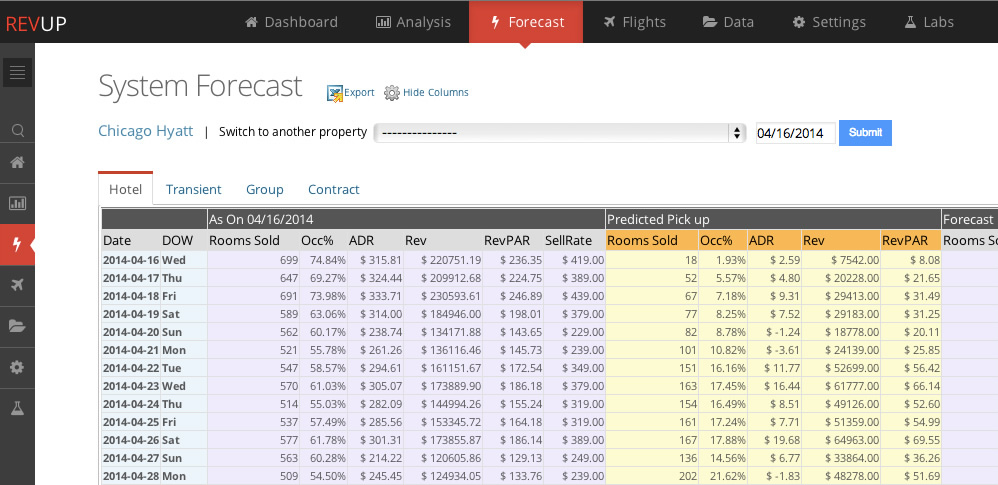 REVUP Dashboard Analysis Forecast Flights Data Settings Labs
System Forecast Export Hide Columns
Chicago Hyatt | Switch to another property --------------- 04/16/2014 Submit
Hotel Transient Group Contract
As On 04/16/2014 Predicted Pick up Forecast
Date DOW Rooms Sold Occ% ADR Rev RevPAR SellRate Rooms Sold Occ% ADR Rev RevPAR Rooms So
2014-04-16 Wed 699 74.84% $ 315.81 $ 220751.19 $ 236.35 $ 419.00 18 1.93% $ 2.59 $ 7542.00 $ 8.08
2014-04-17 Thu 647 69.27% $ 324.44 $ 209912.68 $ 224.75 $ 389.00 52 5.57% $ 4.80 $ 20228.00 $ 21.65
2014-04-18 Fri 691 73.98% $ 333.71 $ 230593.61 $ 246.89 $ 439.00 67 7.18% $ 9.31 $ 29413.00 $ 31.49
2014-04-19 Sat 589 63.06% $ 314.00 $ 184946.00 $ 198.01 $ 379.00 77 8.25% $ 7.52 $ 29183.00 $ 31.25
2014-04-20 Sun 562 60.17% $ 238.74 $ 134171.88 $ 143.65 $ 229.00 82 8.78% $ -1.24 $ 18778.00 $ 20.11
2014-04-21 Mon 521 55.78% $ 261.26 $ 136116.46 $ 145.73 $ 239.00 101 10.82% $ -3.61 $ 24139.00 $ 25.85
2014-04-22 Tue 547 58.57% $ 294.61 $ 161151.67 $ 172.54 $ 349.00 151 16.16% $ 11.77 $ 52699.00 $ 56.42
2014-04-23 Wed 570 61.03% $ 305.07 $ 173889.90 $ 186.18 $ 379.00 163 17.45% $ 16.44 $ 61777.00 $ 66.14
2014-04-24 Thu 514 55.03% $ 282.09 $ 144994.26 $ 155.24 $ 319.00 154 16.49% $ 8.51 $ 49126.00 $ 52.60
2014-04-25 Fri 537 57.49% $ 285.56 $ 153345.72 $ 164.18 $ 319.00 161 17.24% $ 7.71 $ 51359.00 $ 54.99
2014-04-26 Sat 577 61.78% $ 301.31 $ 173855.87 $ 186.14 $ 389.00 167 17.88% $ 19.68 $ 64963.00 $ 69.55
2014-04-27 Sun 563 60.28% $ 214.22 $ 120605.86 $ 129.13 $ 249.00 136 14.56% $ 6.77 $ 33864.00 $ 36.26
2014-04-28 Mon 509 54.50% $ 245.45 $ 124934.05 $ 133.76 $ 239.00 202 21.62% $ -1.83 $ 48278.00 $ 51.69